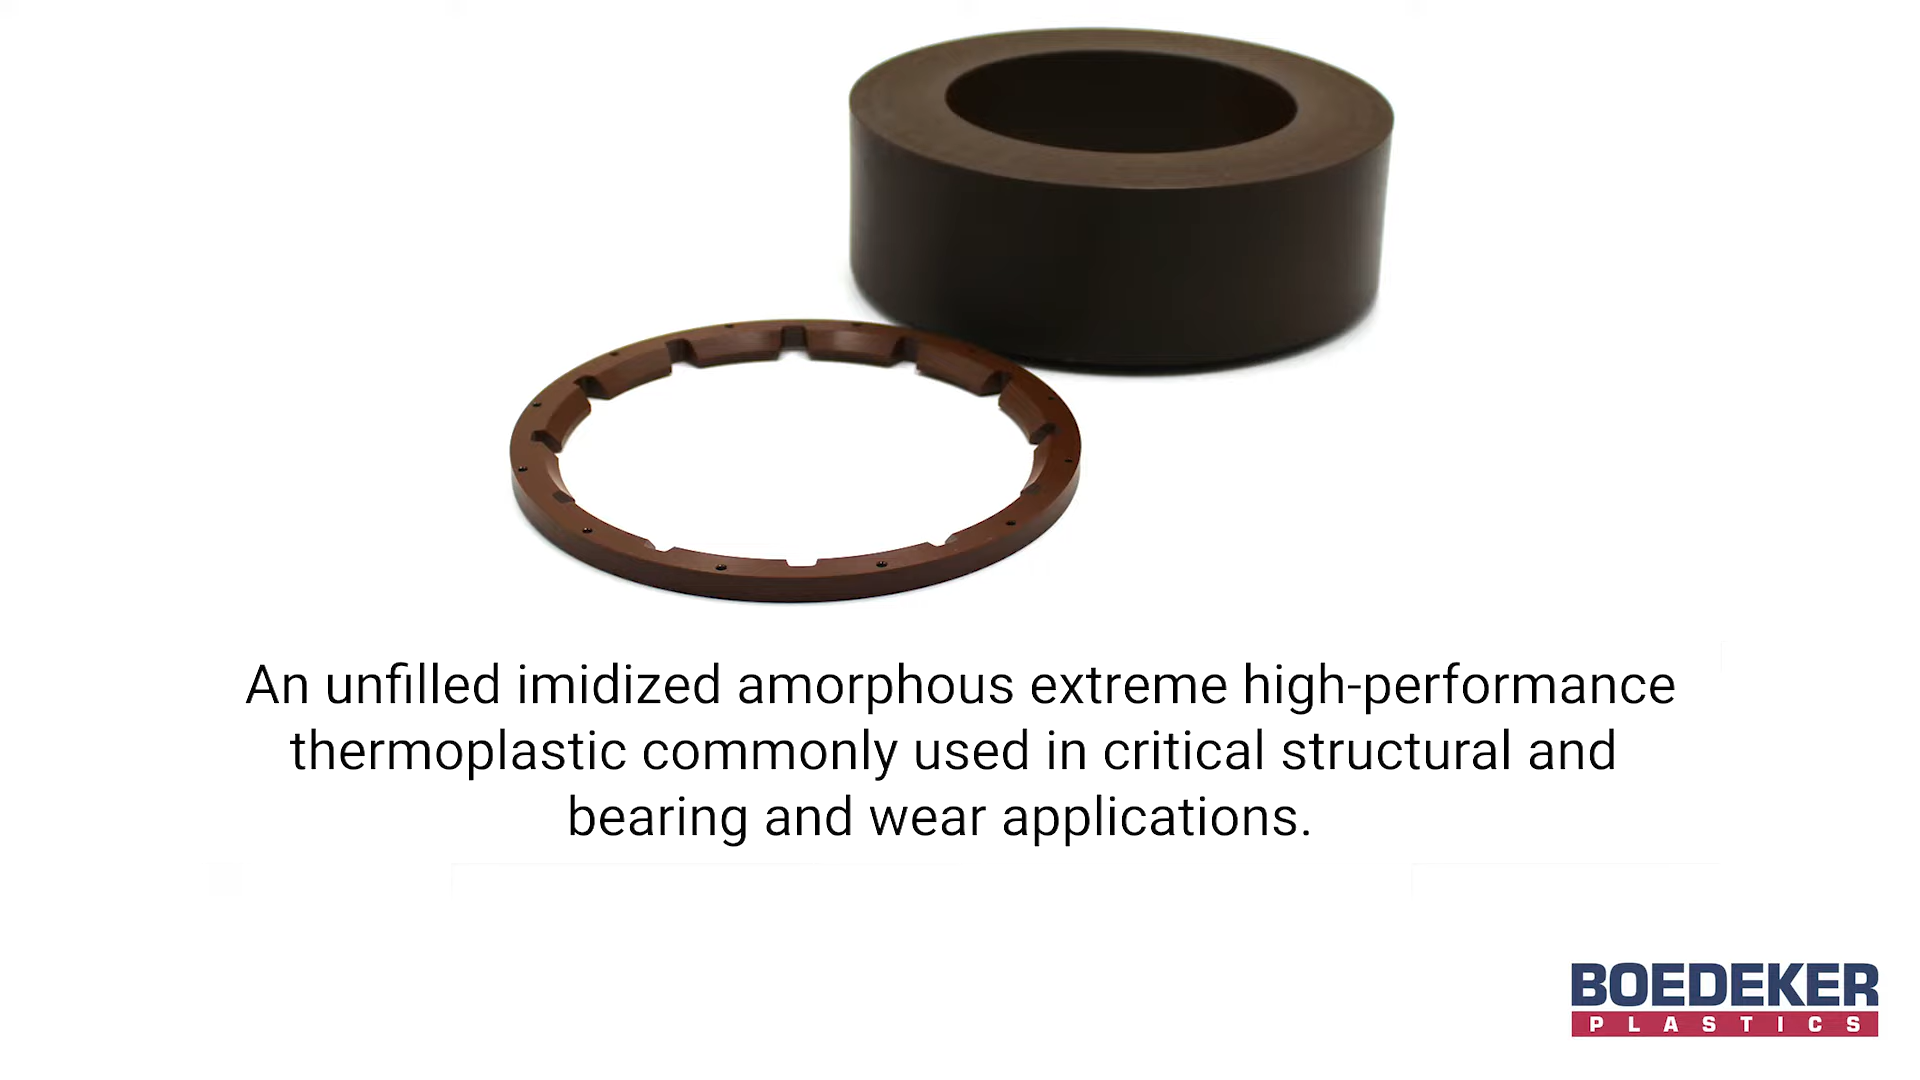 An unfilled imidized amorphous extreme high-performance
thermoplastic commonly used in critical structural and
bearing and wear applications.
BOEDEKER
PLASTICS